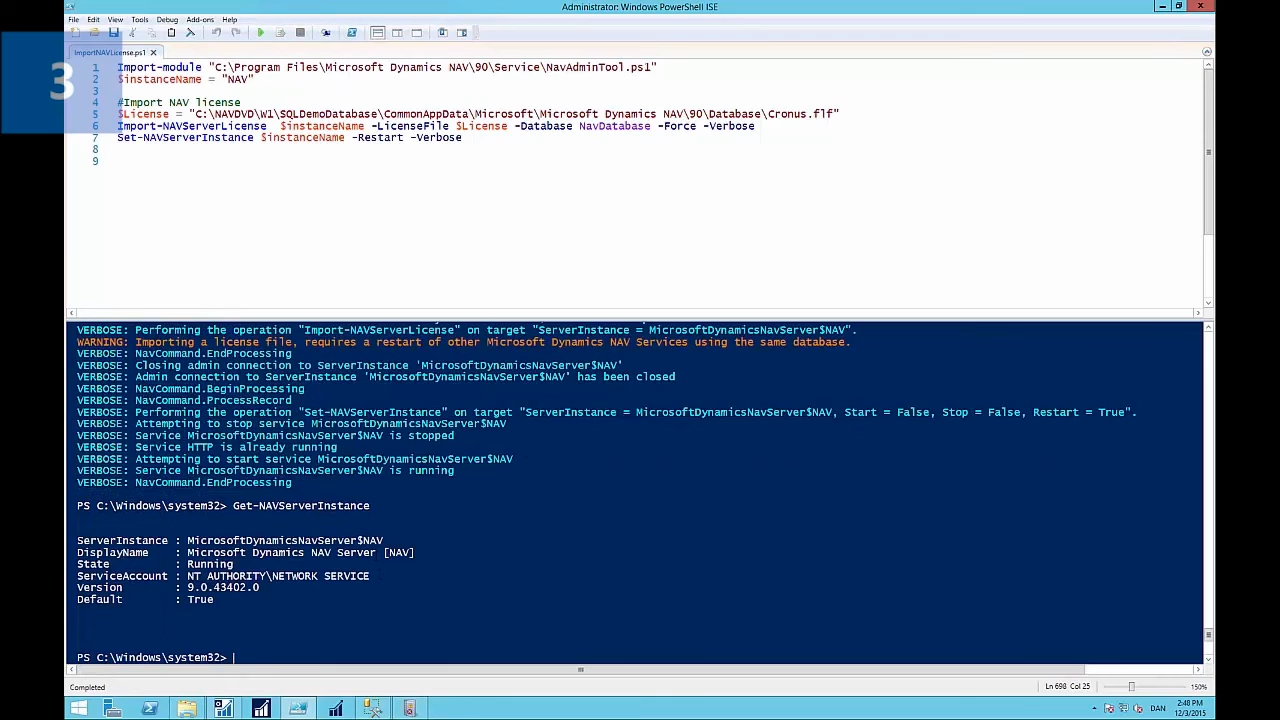 Administrator: Windows PowerShell ISE
File Edit View Tools Debug Add-ons Help
ImportNAVLicense.ps1
3
1 Import-module "C:\Program Files\Microsoft Dynamics NAV\90\Service\NavAdminTool.ps1"
2 $instanceName = "NAV"
3
4 #Import NAV license
5 $License = "C:\NAVDVD\W1\SQLDemoDatabase\CommonAppData\Microsoft\Microsoft Dynamics NAV\90\Database\Cronus.flf"
6 Import-NAVServerLicense $instanceName -LicenseFile $License -Database NavDatabase -Force -Verbose
7 Set-NAVServerInstance $instanceName -Restart -Verbose
8
9
VERBOSE: Performing the operation "Import-NAVServerLicense" on target "ServerInstance = MicrosoftDynamicsNavServer$NAV".
WARNING: Importing a license file, requires a restart of other Microsoft Dynamics NAV Services using the same database.
VERBOSE: NavCommand.EndProcessing
VERBOSE: Closing admin connection to ServerInstance 'MicrosoftDynamicsNavServer$NAV'
VERBOSE: Admin connection to ServerInstance 'MicrosoftDynamicsNavServer$NAV' has been closed
VERBOSE: NavCommand.BeginProcessing
VERBOSE: NavCommand.ProcessRecord
VERBOSE: Performing the operation "Set-NAVServerInstance" on target "ServerInstance = MicrosoftDynamicsNavServer$NAV, Start = False, Stop = False, Restart = True".
VERBOSE: Attempting to stop service MicrosoftDynamicsNavServer$NAV
VERBOSE: Service MicrosoftDynamicsNavServer$NAV is stopped
VERBOSE: Service HTTP is already running
VERBOSE: Attempting to start service MicrosoftDynamicsNavServer$NAV
VERBOSE: Service MicrosoftDynamicsNavServer$NAV is running
VERBOSE: NavCommand.EndProcessing
PS C:\Windows\system32> Get-NAVServerInstance
ServerInstance : MicrosoftDynamicsNavServer$NAV
DisplayName : Microsoft Dynamics NAV Server [NAV]
State : Running
ServiceAccount : NT AUTHORITY\NETWORK SERVICE
Version : 9.0.43402.0
Default : True
PS C:\Windows\system32>
Completed
Ln 698 Col 25
150%
DAN
2:48 PM
12/3/2015